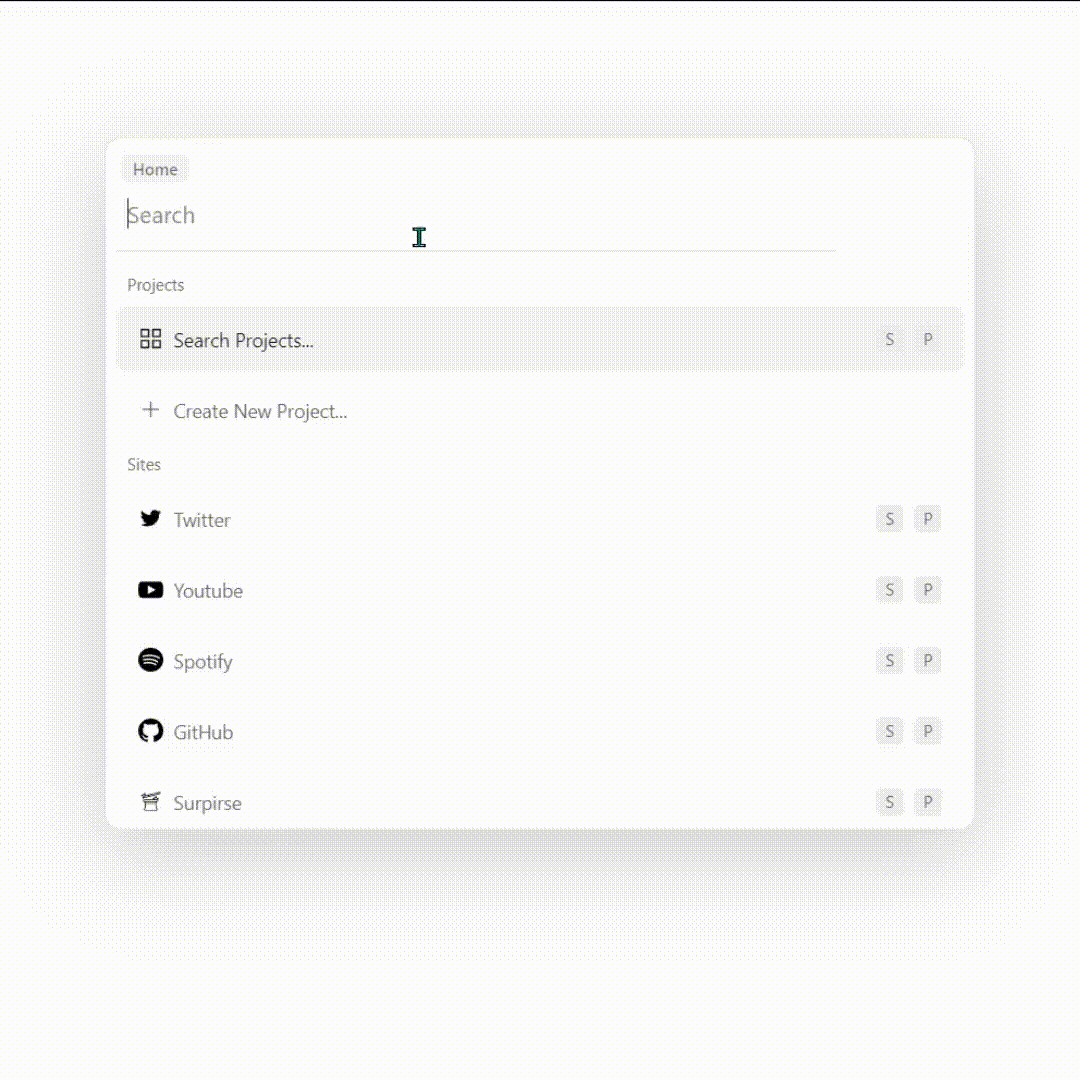 Home
Search
Projects
Search Projects... S P
Create New Project...
Sites
Twitter S P
Youtube S P
Spotify S P
GitHub S P
Surpirse S P